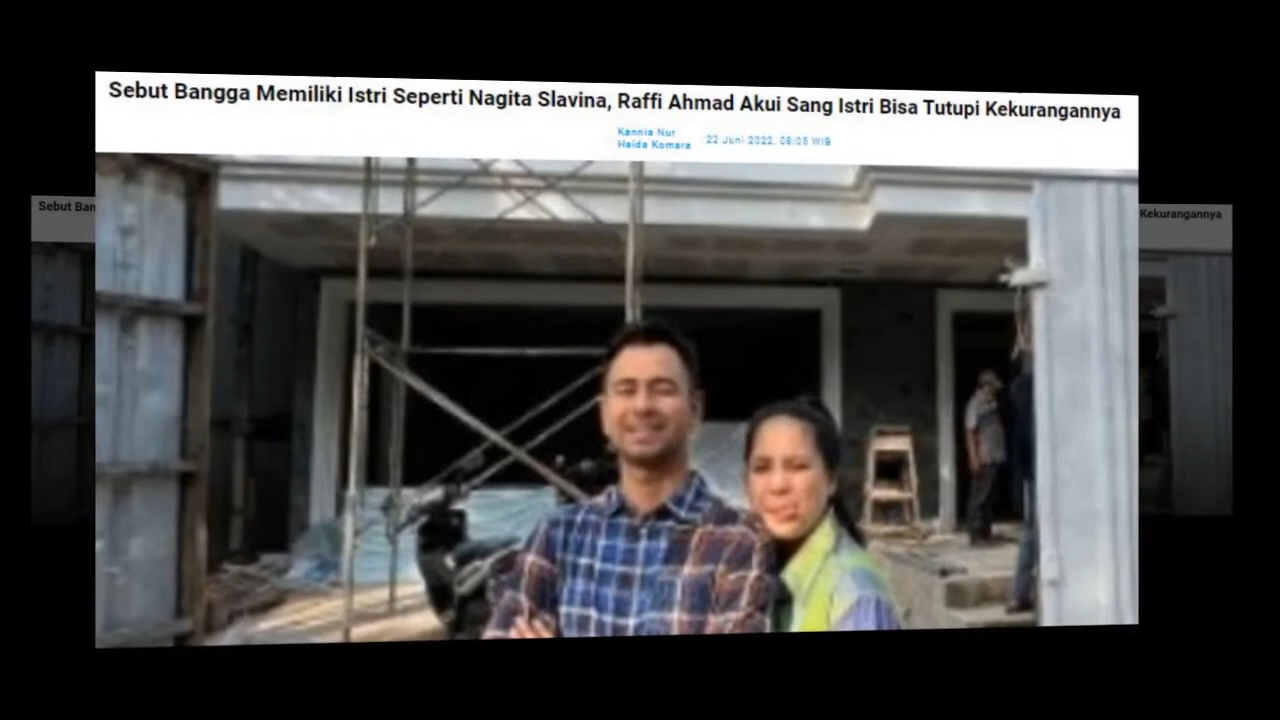 Sebut Bangga Memiliki Istri Seperti Nagita Slavina, Raffi Ahmad Akui Sang Istri Bisa Tutupi Kekurangannya
Kannia Nur
Haida Komara
22 Juni 2022, 06:05 WIB
Sebut Ban
Kekurangannya